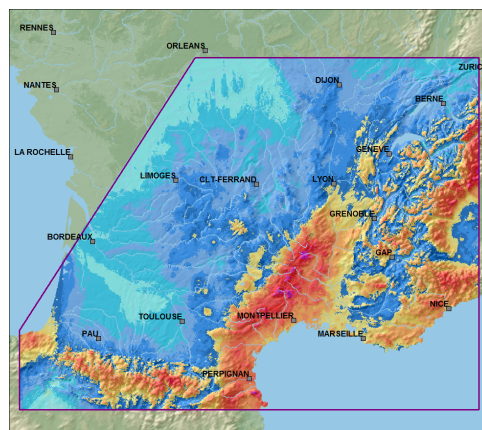 RENNES
ORLEANS
ZURIC
DIJON
NANTES
BERNE
GENEVE
LA ROCHELLE
LIMOGES
CLT-FERRAND
LYON
GRENOBLE
BORDEAUX
GAP
NICE
TOULOUSE
MONTPELLIER
PAU
MARSEILLE
PERPIGNAN